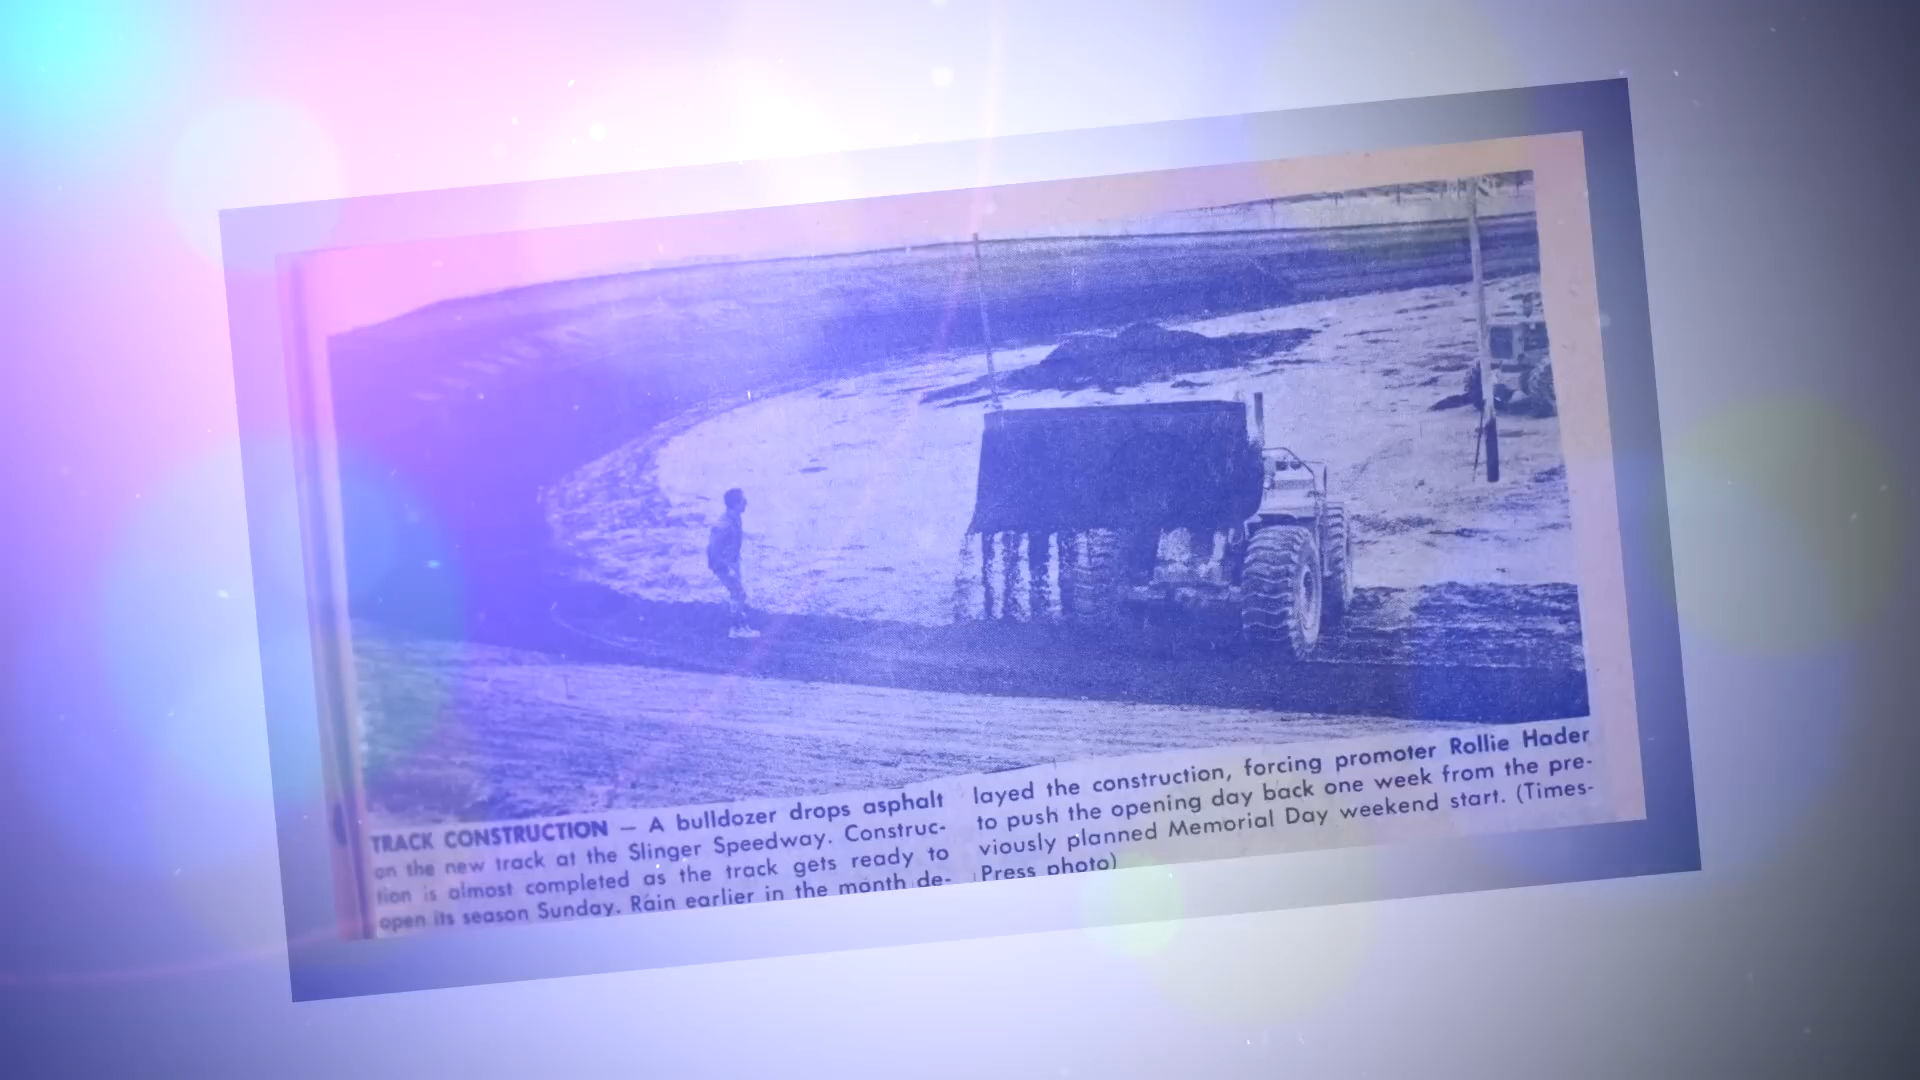 TRACK CONSTRUCTION — A bulldozer drops asphalt
on the new track at the Slinger Speedway. Construc-
tion is almost completed as the track gets ready to
open its season Sunday. Rain earlier in the month de-
layed the construction, forcing promoter Rollie Hader
to push the opening day back one week from the pre-
viously planned Memorial Day weekend start. (Times-
Press photo)